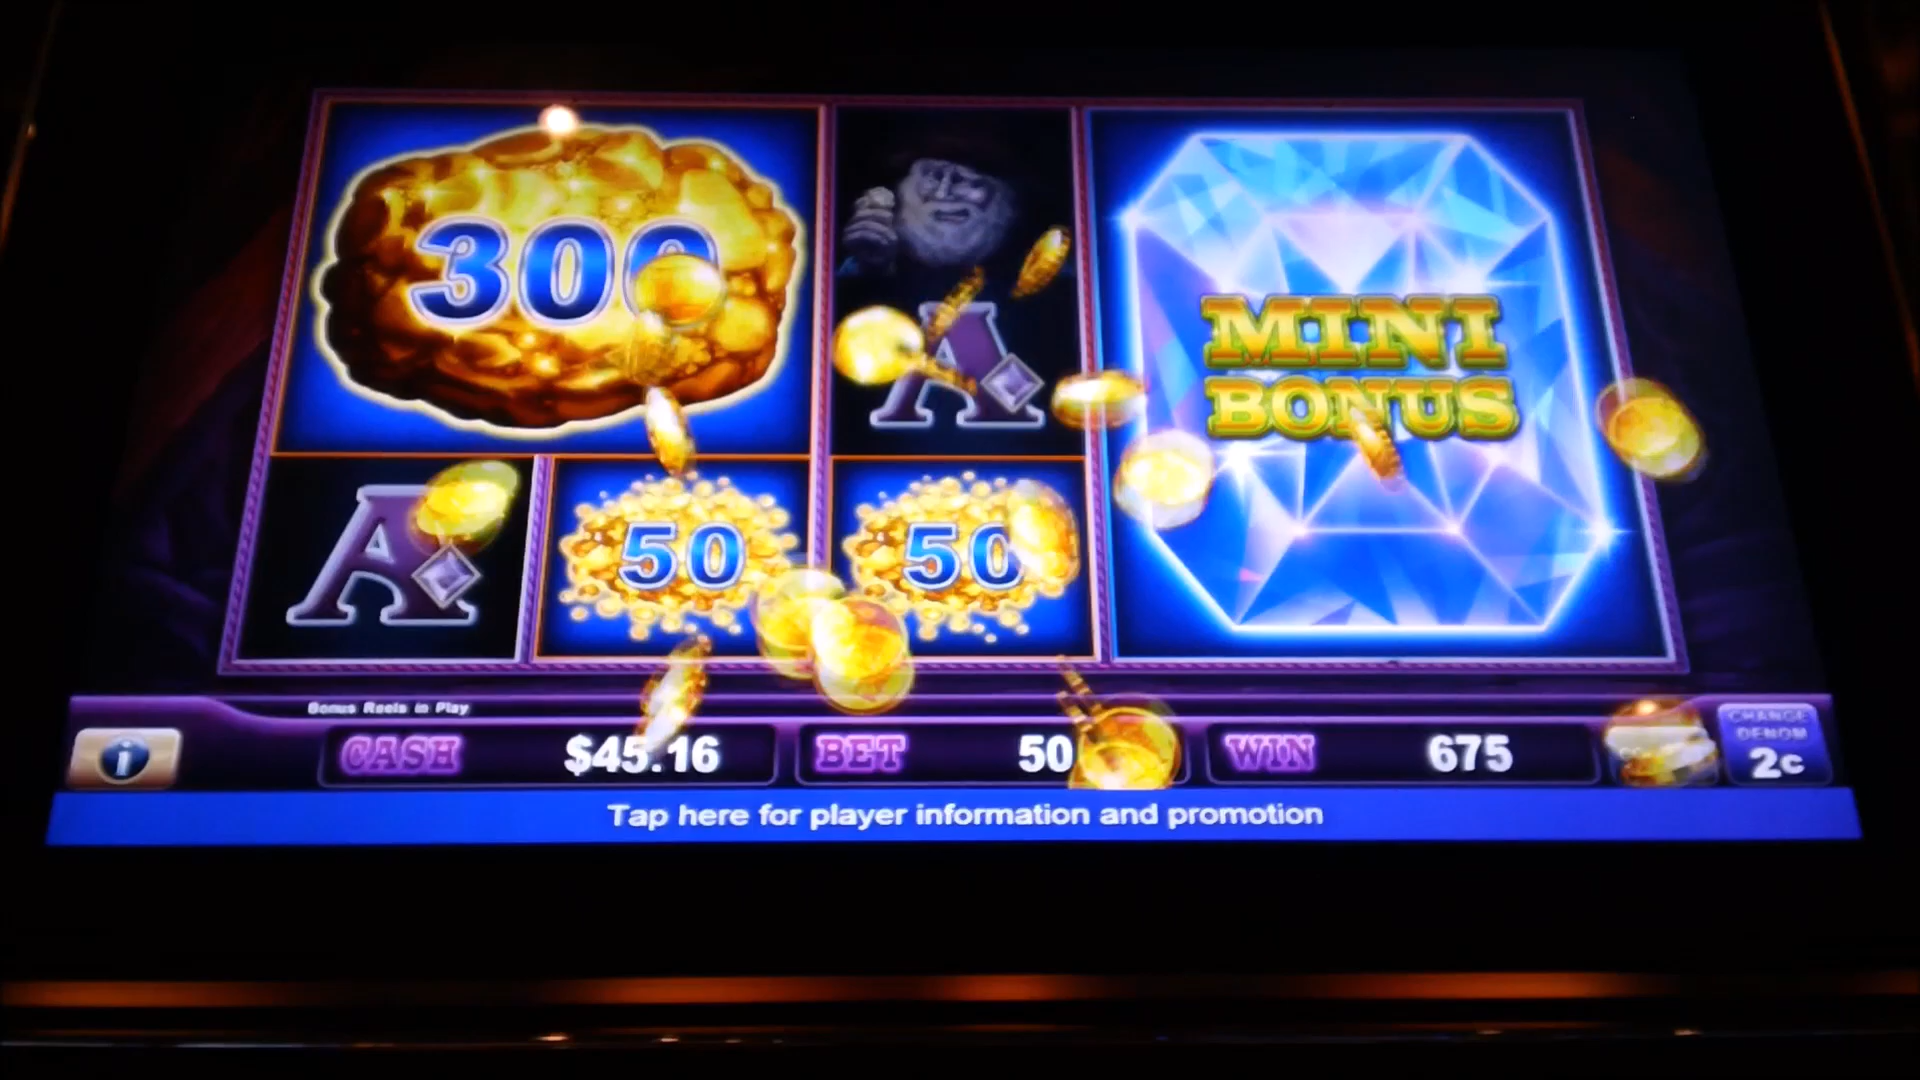 300
A
MINI
BONUS
A
50
50
Bonus Reels in Play
i
CASH
$45.16
BET
50
WIN
675
CHANGE
DENOM
2c
Tap here for player information and promotion